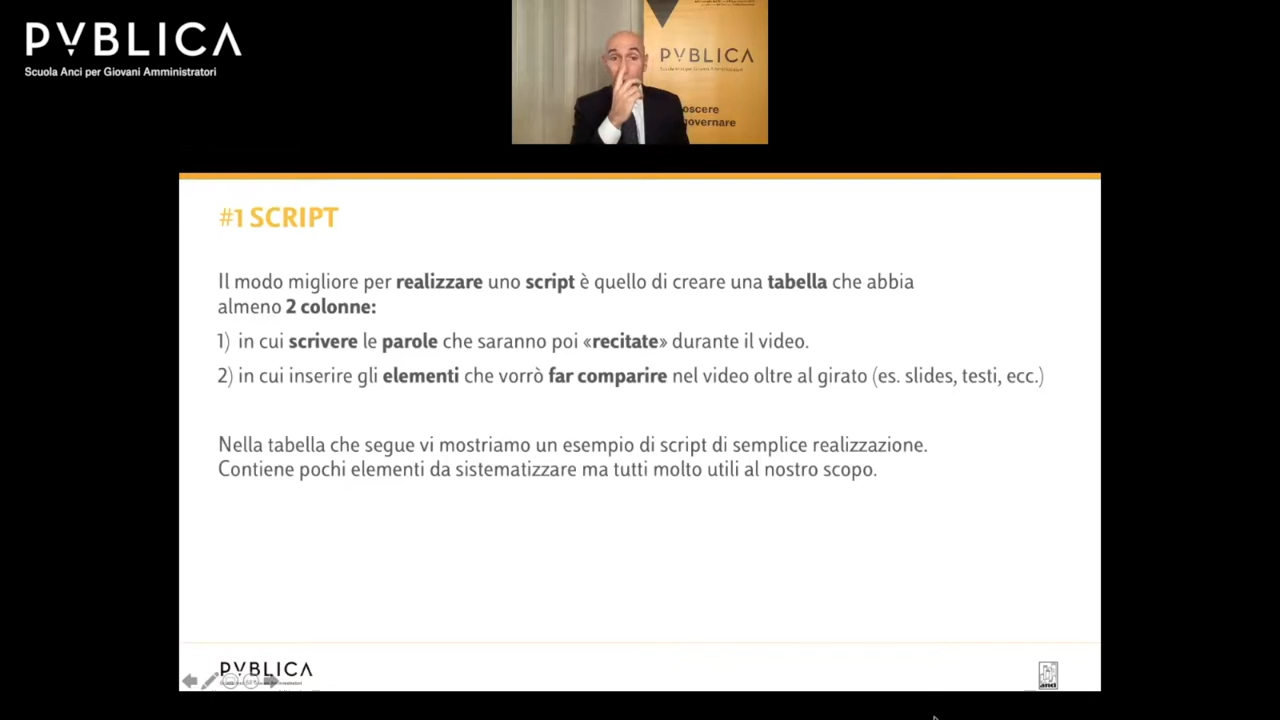 PVBLICA
Scuola Anci per Giovani Amministratori
PVBLICA
oscere
governare
#1 SCRIPT
Il modo migliore per realizzare uno script è quello di creare una tabella che abbia
almeno 2 colonne:
1) in cui scrivere le parole che saranno poi «recitate» durante il video.
2) in cui inserire gli elementi che vorrò far comparire nel video oltre al girato (es. slides, testi, ecc.)
Nella tabella che segue vi mostriamo un esempio di script di semplice realizzazione.
Contiene pochi elementi da sistematizzare ma tutti molto utili al nostro scopo.
PVBLICA
anci